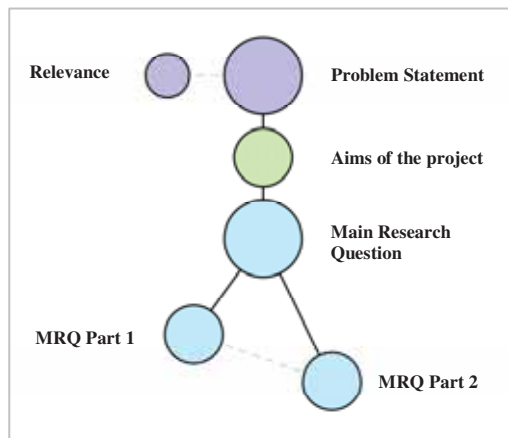 Relevance
Problem Statement
Aims of the project
Main Research
Question
MRQ Part 1
MRQ Part 2